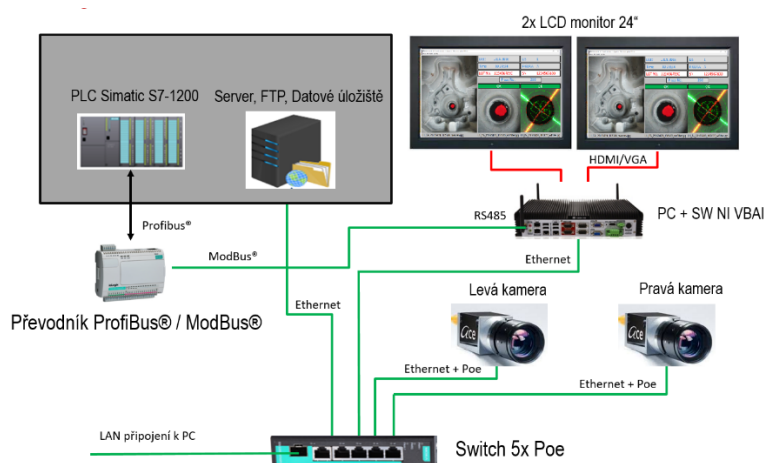 2x LCD monitor 24“
PLC Simatic S7-1200
Server, FTP, Datové úložiště
HDMI/VGA
RS485
PC + SW NI VBAI
Profibus®
ModBus®
Ethernet
Levá kamera
Pravá kamera
Převodník ProfiBus® / ModBus®
Ethernet
Ethernet + Poe
Ethernet + Poe
LAN připojení k PC
Switch 5x Poe